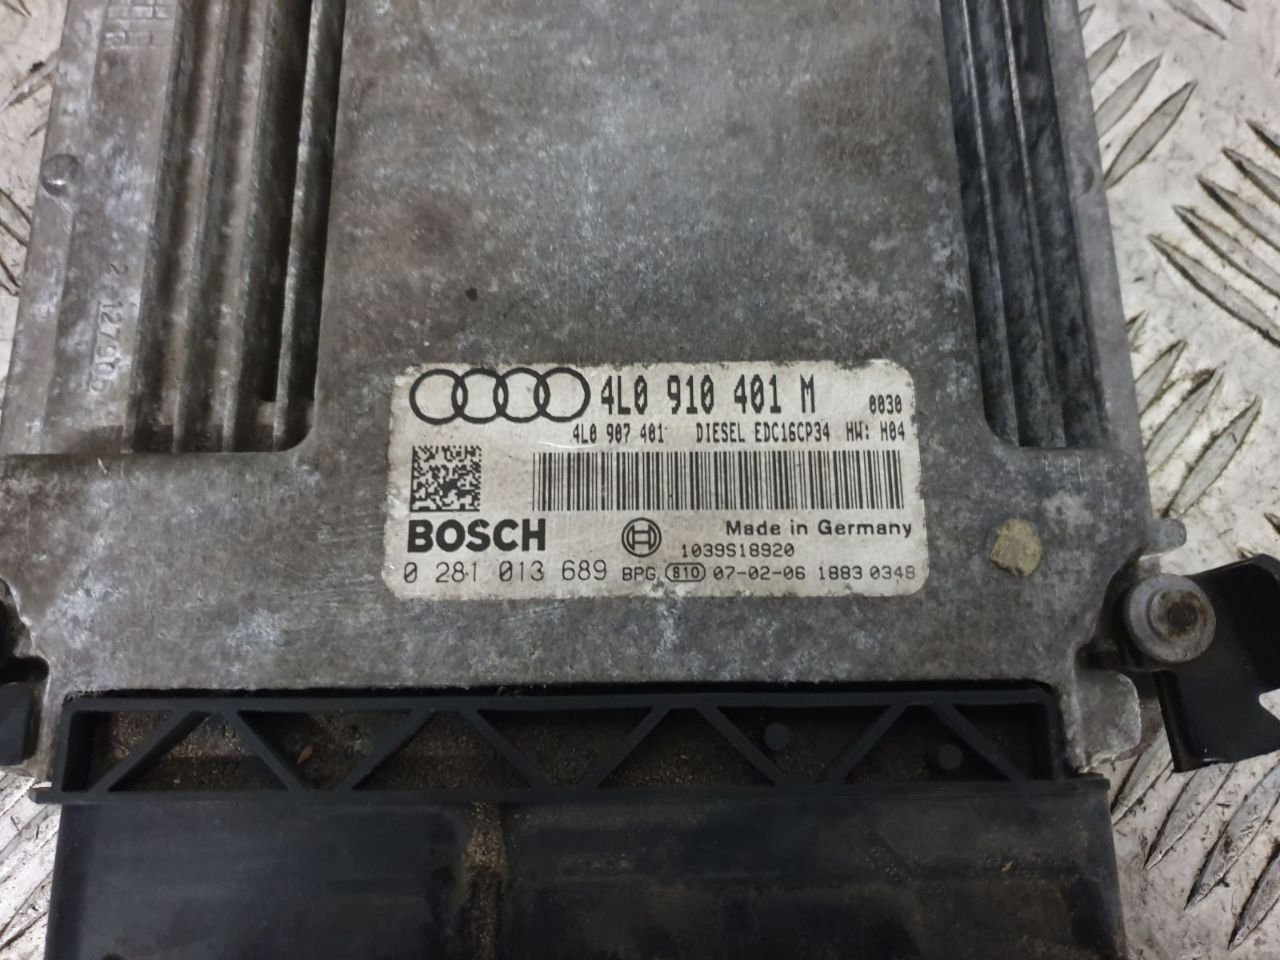 4L0 910 401 M 0030
4L0 907 401 DIESEL EDC16CP34 HW: H04
BOSCH Made in Germany
1039S18920
0 281 013 689 BPG 810 07-02-06 1883 0348